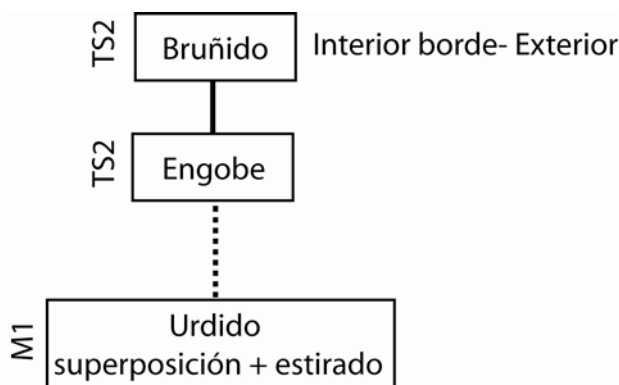 TS2
Bruñido
Interior borde- Exterior
TS2
Engobe
M1
Urdido
superposición + estirado